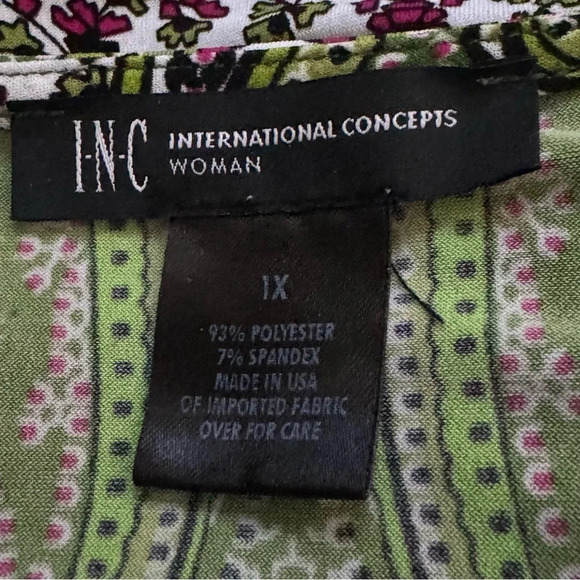 I·N·C INTERNATIONAL CONCEPTS
WOMAN
1X
93% POLYESTER
7% SPANDEX
MADE IN USA
OF IMPORTED FABRIC
OVER FOR CARE